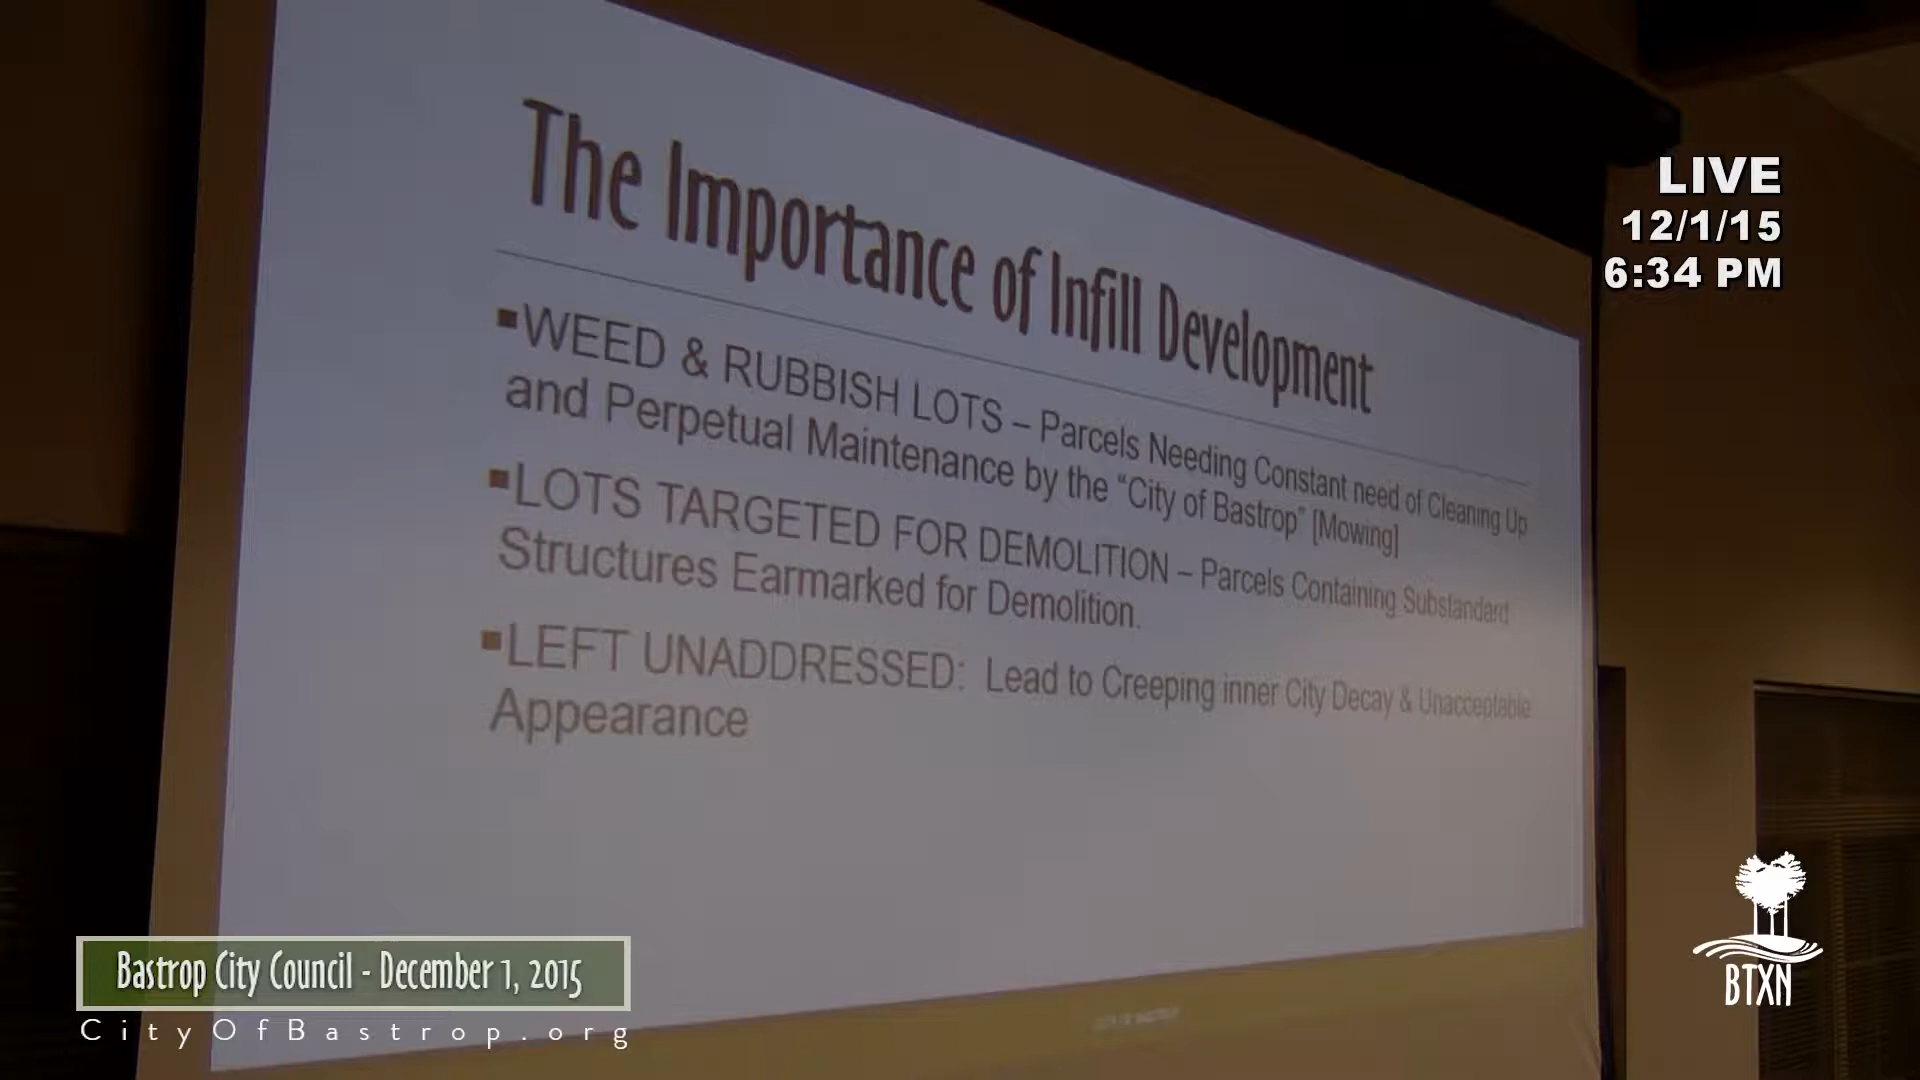 The Importance of Infill Development
▪WEED & RUBBISH LOTS – Parcels Needing Constant need of Cleaning Up
and Perpetual Maintenance by the “City of Bastrop” [Mowing]
▪LOTS TARGETED FOR DEMOLITION – Parcels Containing Substandard
Structures Earmarked for Demolition.
▪LEFT UNADDRESSED: Lead to Creeping inner City Decay & Unacceptable
Appearance
LIVE
12/1/15
6:34 PM
Bastrop City Council - December 1, 2015
CityOfBastrop.org
BTXN